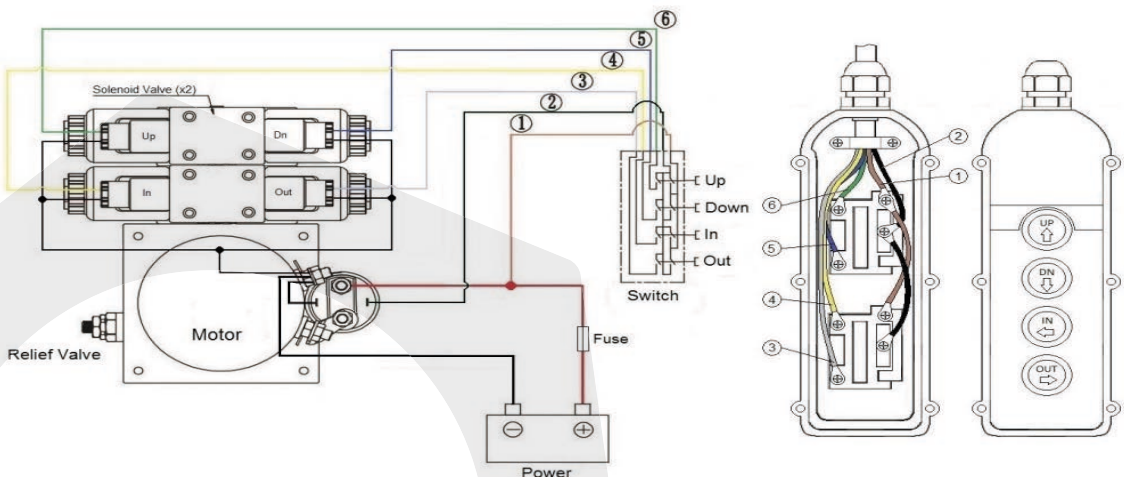 ⑥
⑤
④
③
②
①
Solenoid Valve (x2)
Up
Dn
In
Out
Up
Down
In
Out
Switch
Motor
Relief Valve
Fuse
Power
②
①
⑥
⑤
④
③
UP
DN
IN
OUT